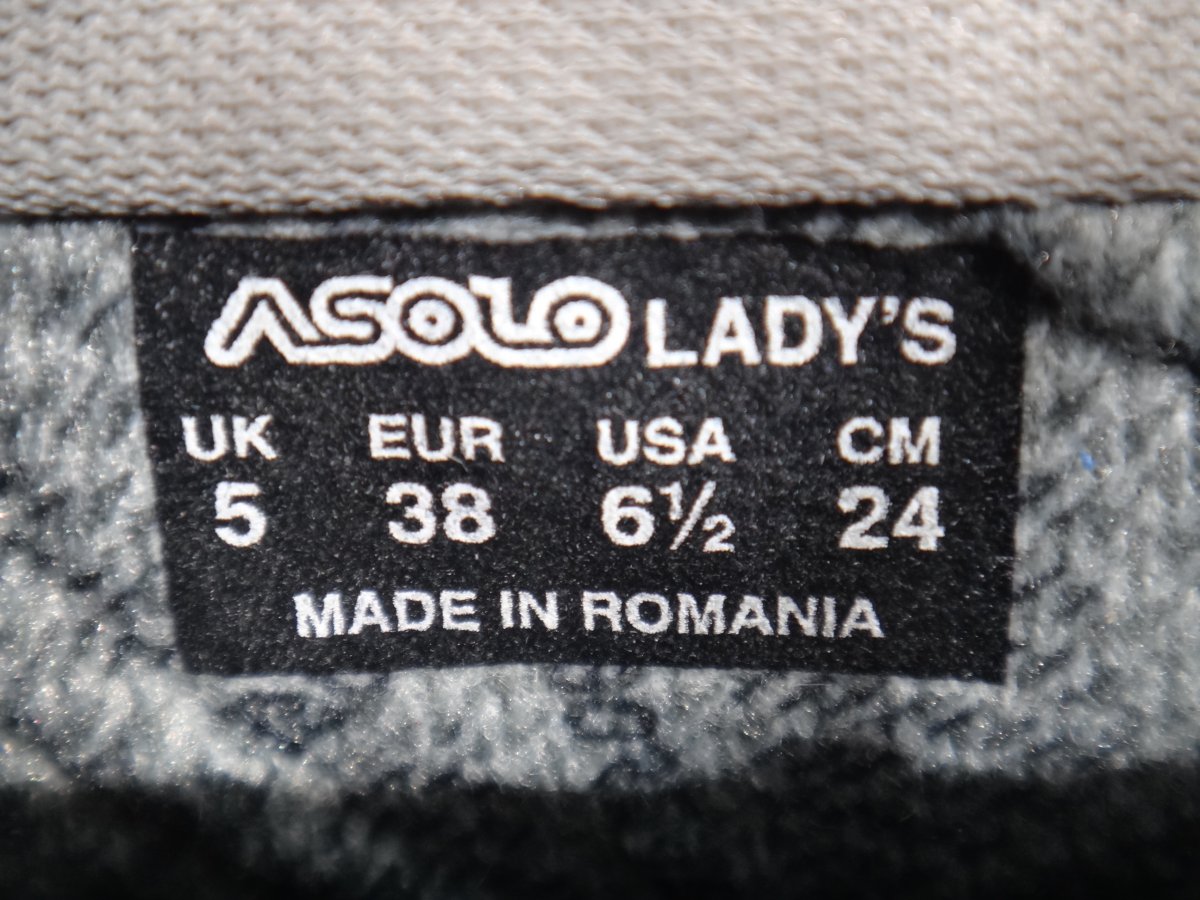 ASOLO LADY'S
UK EUR USA CM
5 38 6½ 24
MADE IN ROMANIA